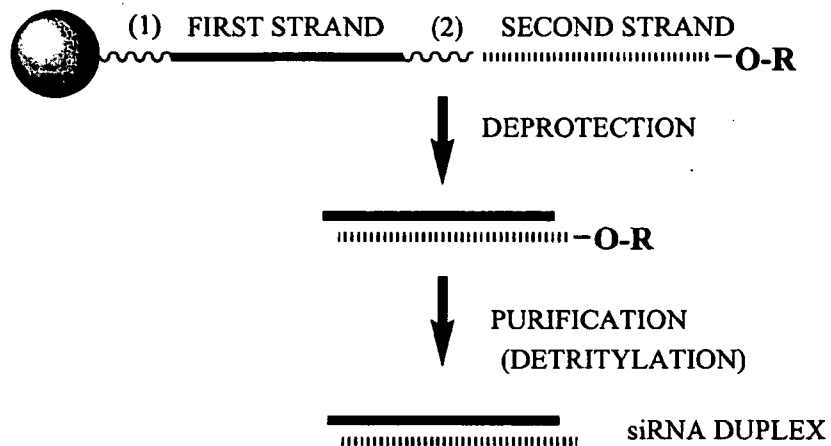 (1) FIRST STRAND (2) SECOND STRAND
O-R
DEPROTECTION
O-R
PURIFICATION
(DETRITYLATION)
siRNA DUPLEX